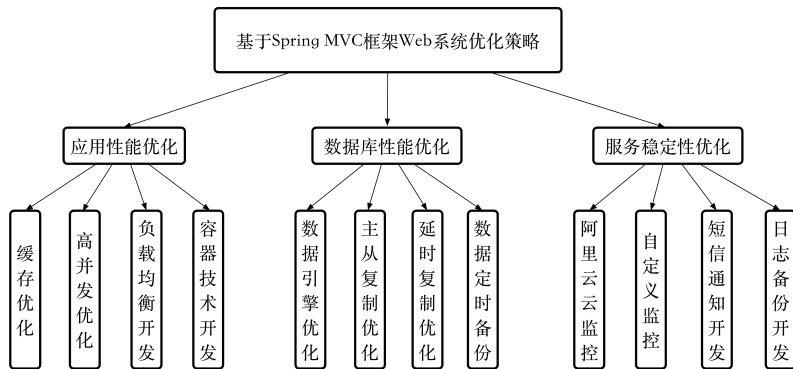 基于Spring MVC框架Web系统优化策略
应用性能优化
数据库性能优化
服务稳定性优化
缓存优化
高并发优化
负载均衡开发
容器技术开发
数据引擎优化
主从复制优化
延时复制优化
数据定时备份
阿里云云监控
自定义监控
短信通知开发
日志备份开发